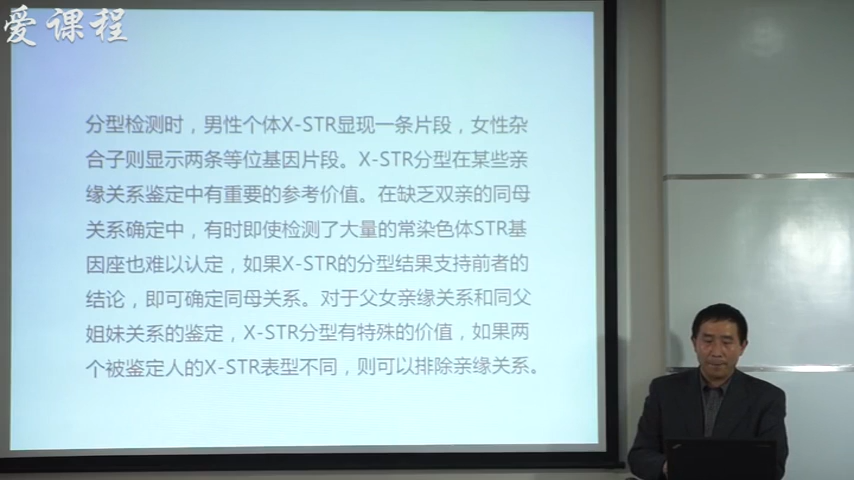 爱课程
分型检测时，男性个体X-STR显现一条片段，女性杂
合子则显示两条等位基因片段。X-STR分型在某些亲
缘关系鉴定中有重要的参考价值。在缺乏双亲的同母
关系确定中，有时即使检测了大量的常染色体STR基
因座也难以认定，如果X-STR的分型结果支持前者的
结论，即可确定同母关系。对于父女亲缘关系和同父
姐妹关系的鉴定，X-STR分型有特殊的价值，如果两
个被鉴定人的X-STR表型不同，则可以排除亲缘关系。